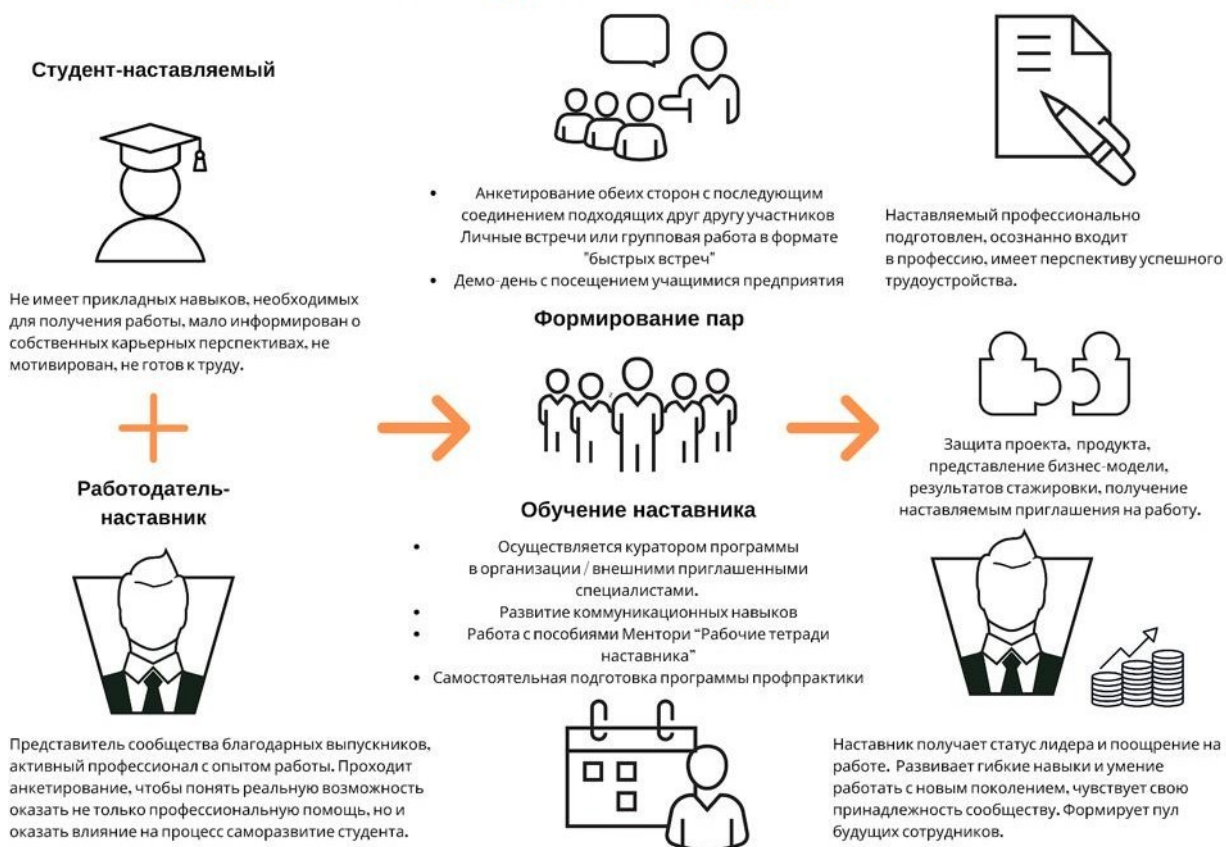 Студент-наставляемый
Не имеет прикладных навыков, необходимых
для получения работы, мало информирован о
собственных карьерных перспективах, не
мотивирован, не готов к труду.
Работодатель-
наставник
Представитель сообщества благодарных выпускников,
активный профессионал с опытом работы. Проходит
анкетирование, чтобы понять реальную возможность
оказать не только профессиональную помощь, но и
оказать влияние на процесс саморазвитие студента.
• Анкетирование обеих сторон с последующим
соединением подходящих друг другу участников
Личные встречи или групповая работа в формате
"быстрых встреч"
• Демо-день с посещением учащимися предприятия
Формирование пар
Обучение наставника
• Осуществляется куратором программы
в организации / внешними приглашенными
специалистами.
• Развитие коммуникационных навыков
• Работа с пособиями Ментори “Рабочие тетради
наставника”
• Самостоятельная подготовка программы профпрактики
Наставляемый профессионально
подготовлен, осознанно входит
в профессию, имеет перспективу успешного
трудоустройства.
Защита проекта, продукта,
представление бизнес-модели,
результатов стажировки, получение
наставляемым приглашения на работу.
Наставник получает статус лидера и поощрение на
работе. Развивает гибкие навыки и умение
работать с новым поколением, чувствует свою
принадлежность сообществу. Формирует пул
будущих сотрудников.